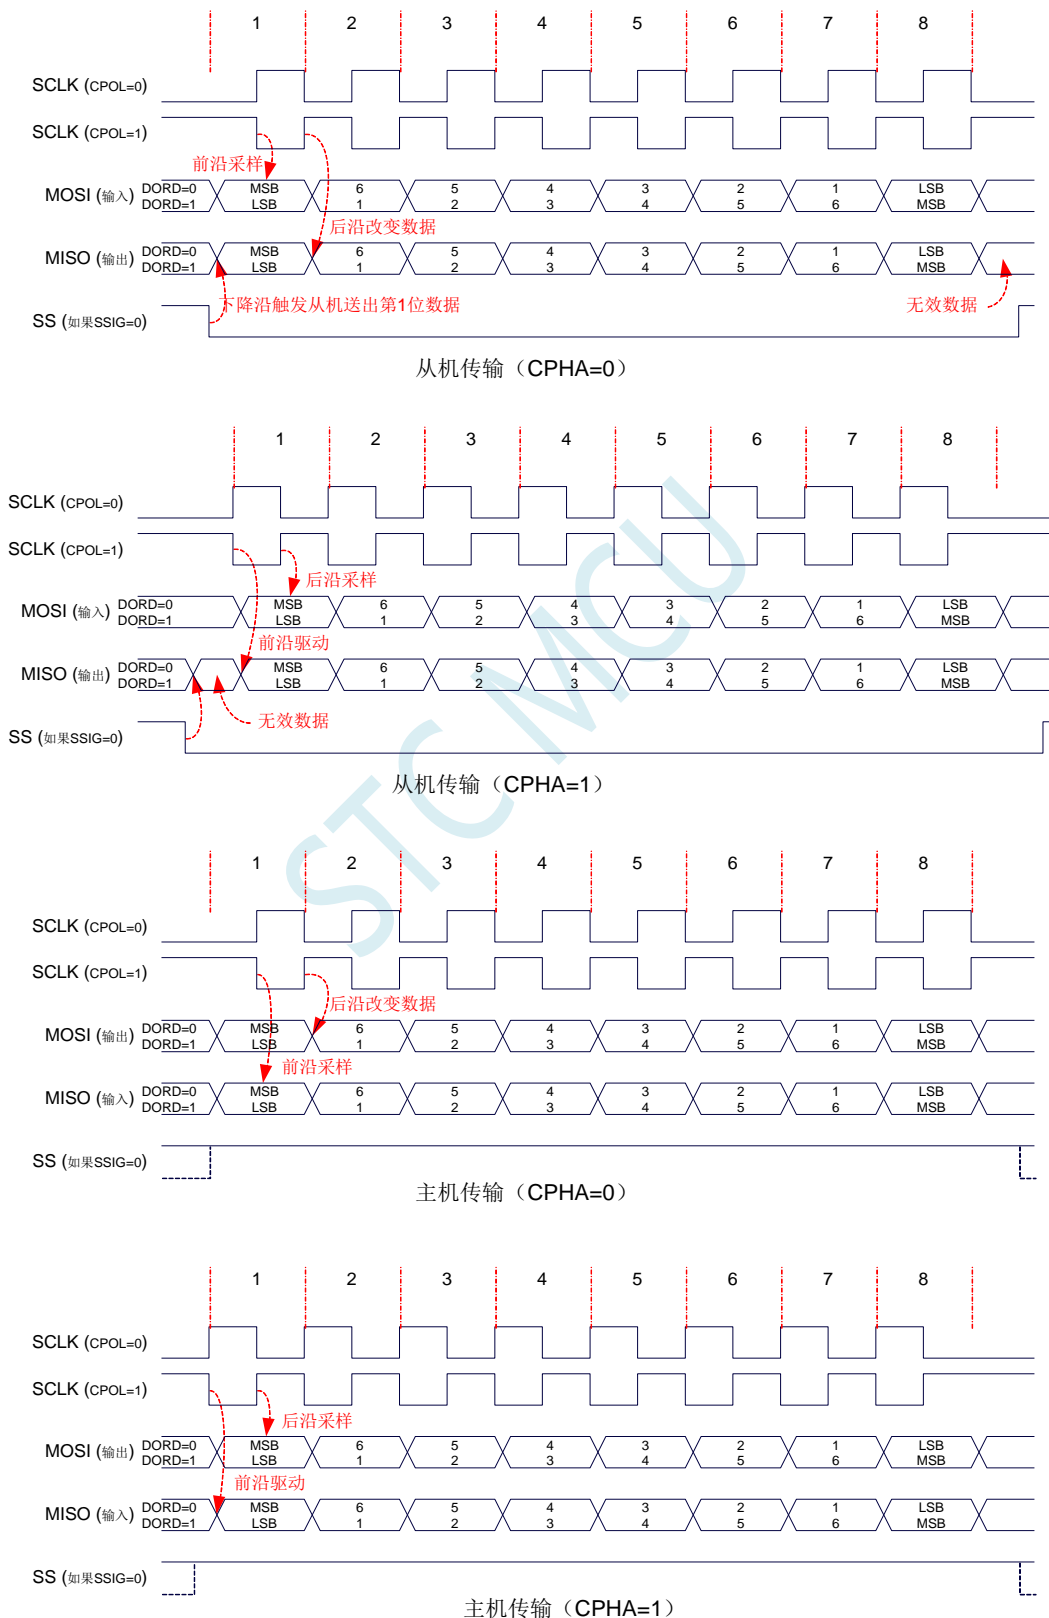 1 2 3 4 5 6 7 8
SCLK (CPOL=0)
SCLK (CPOL=1)
前沿采样
MOSI (输入) DORD=0 MSB 6 5 4 3 2 1 LSB
DORD=1 LSB 1 2 3 4 5 6 MSB
后沿改变数据
MISO (输出) DORD=0 MSB 6 5 4 3 2 1 LSB
DORD=1 LSB 1 2 3 4 5 6 MSB
下降沿触发从机送出第1位数据 无效数据
SS (如果SSIG=0)
从机传输（CPHA=0）
1 2 3 4 5 6 7 8
SCLK (CPOL=0)
SCLK (CPOL=1)
后沿采样
MOSI (输入) DORD=0 MSB 6 5 4 3 2 1 LSB
DORD=1 LSB 1 2 3 4 5 6 MSB
前沿驱动
MISO (输出) DORD=0 MSB 6 5 4 3 2 1 LSB
DORD=1 LSB 1 2 3 4 5 6 MSB
无效数据
SS (如果SSIG=0)
从机传输（CPHA=1）
STC MCU
1 2 3 4 5 6 7 8
SCLK (CPOL=0)
SCLK (CPOL=1)
后沿改变数据
MOSI (输出) DORD=0 MSB 6 5 4 3 2 1 LSB
DORD=1 LSB 1 2 3 4 5 6 MSB
前沿采样
MISO (输入) DORD=0 MSB 6 5 4 3 2 1 LSB
DORD=1 LSB 1 2 3 4 5 6 MSB
SS (如果SSIG=0)
主机传输（CPHA=0）
1 2 3 4 5 6 7 8
SCLK (CPOL=0)
SCLK (CPOL=1)
后沿采样
MOSI (输出) DORD=0 MSB 6 5 4 3 2 1 LSB
DORD=1 LSB 1 2 3 4 5 6 MSB
前沿驱动
MISO (输入) DORD=0 MSB 6 5 4 3 2 1 LSB
DORD=1 LSB 1 2 3 4 5 6 MSB
SS (如果SSIG=0)
主机传输（CPHA=1）